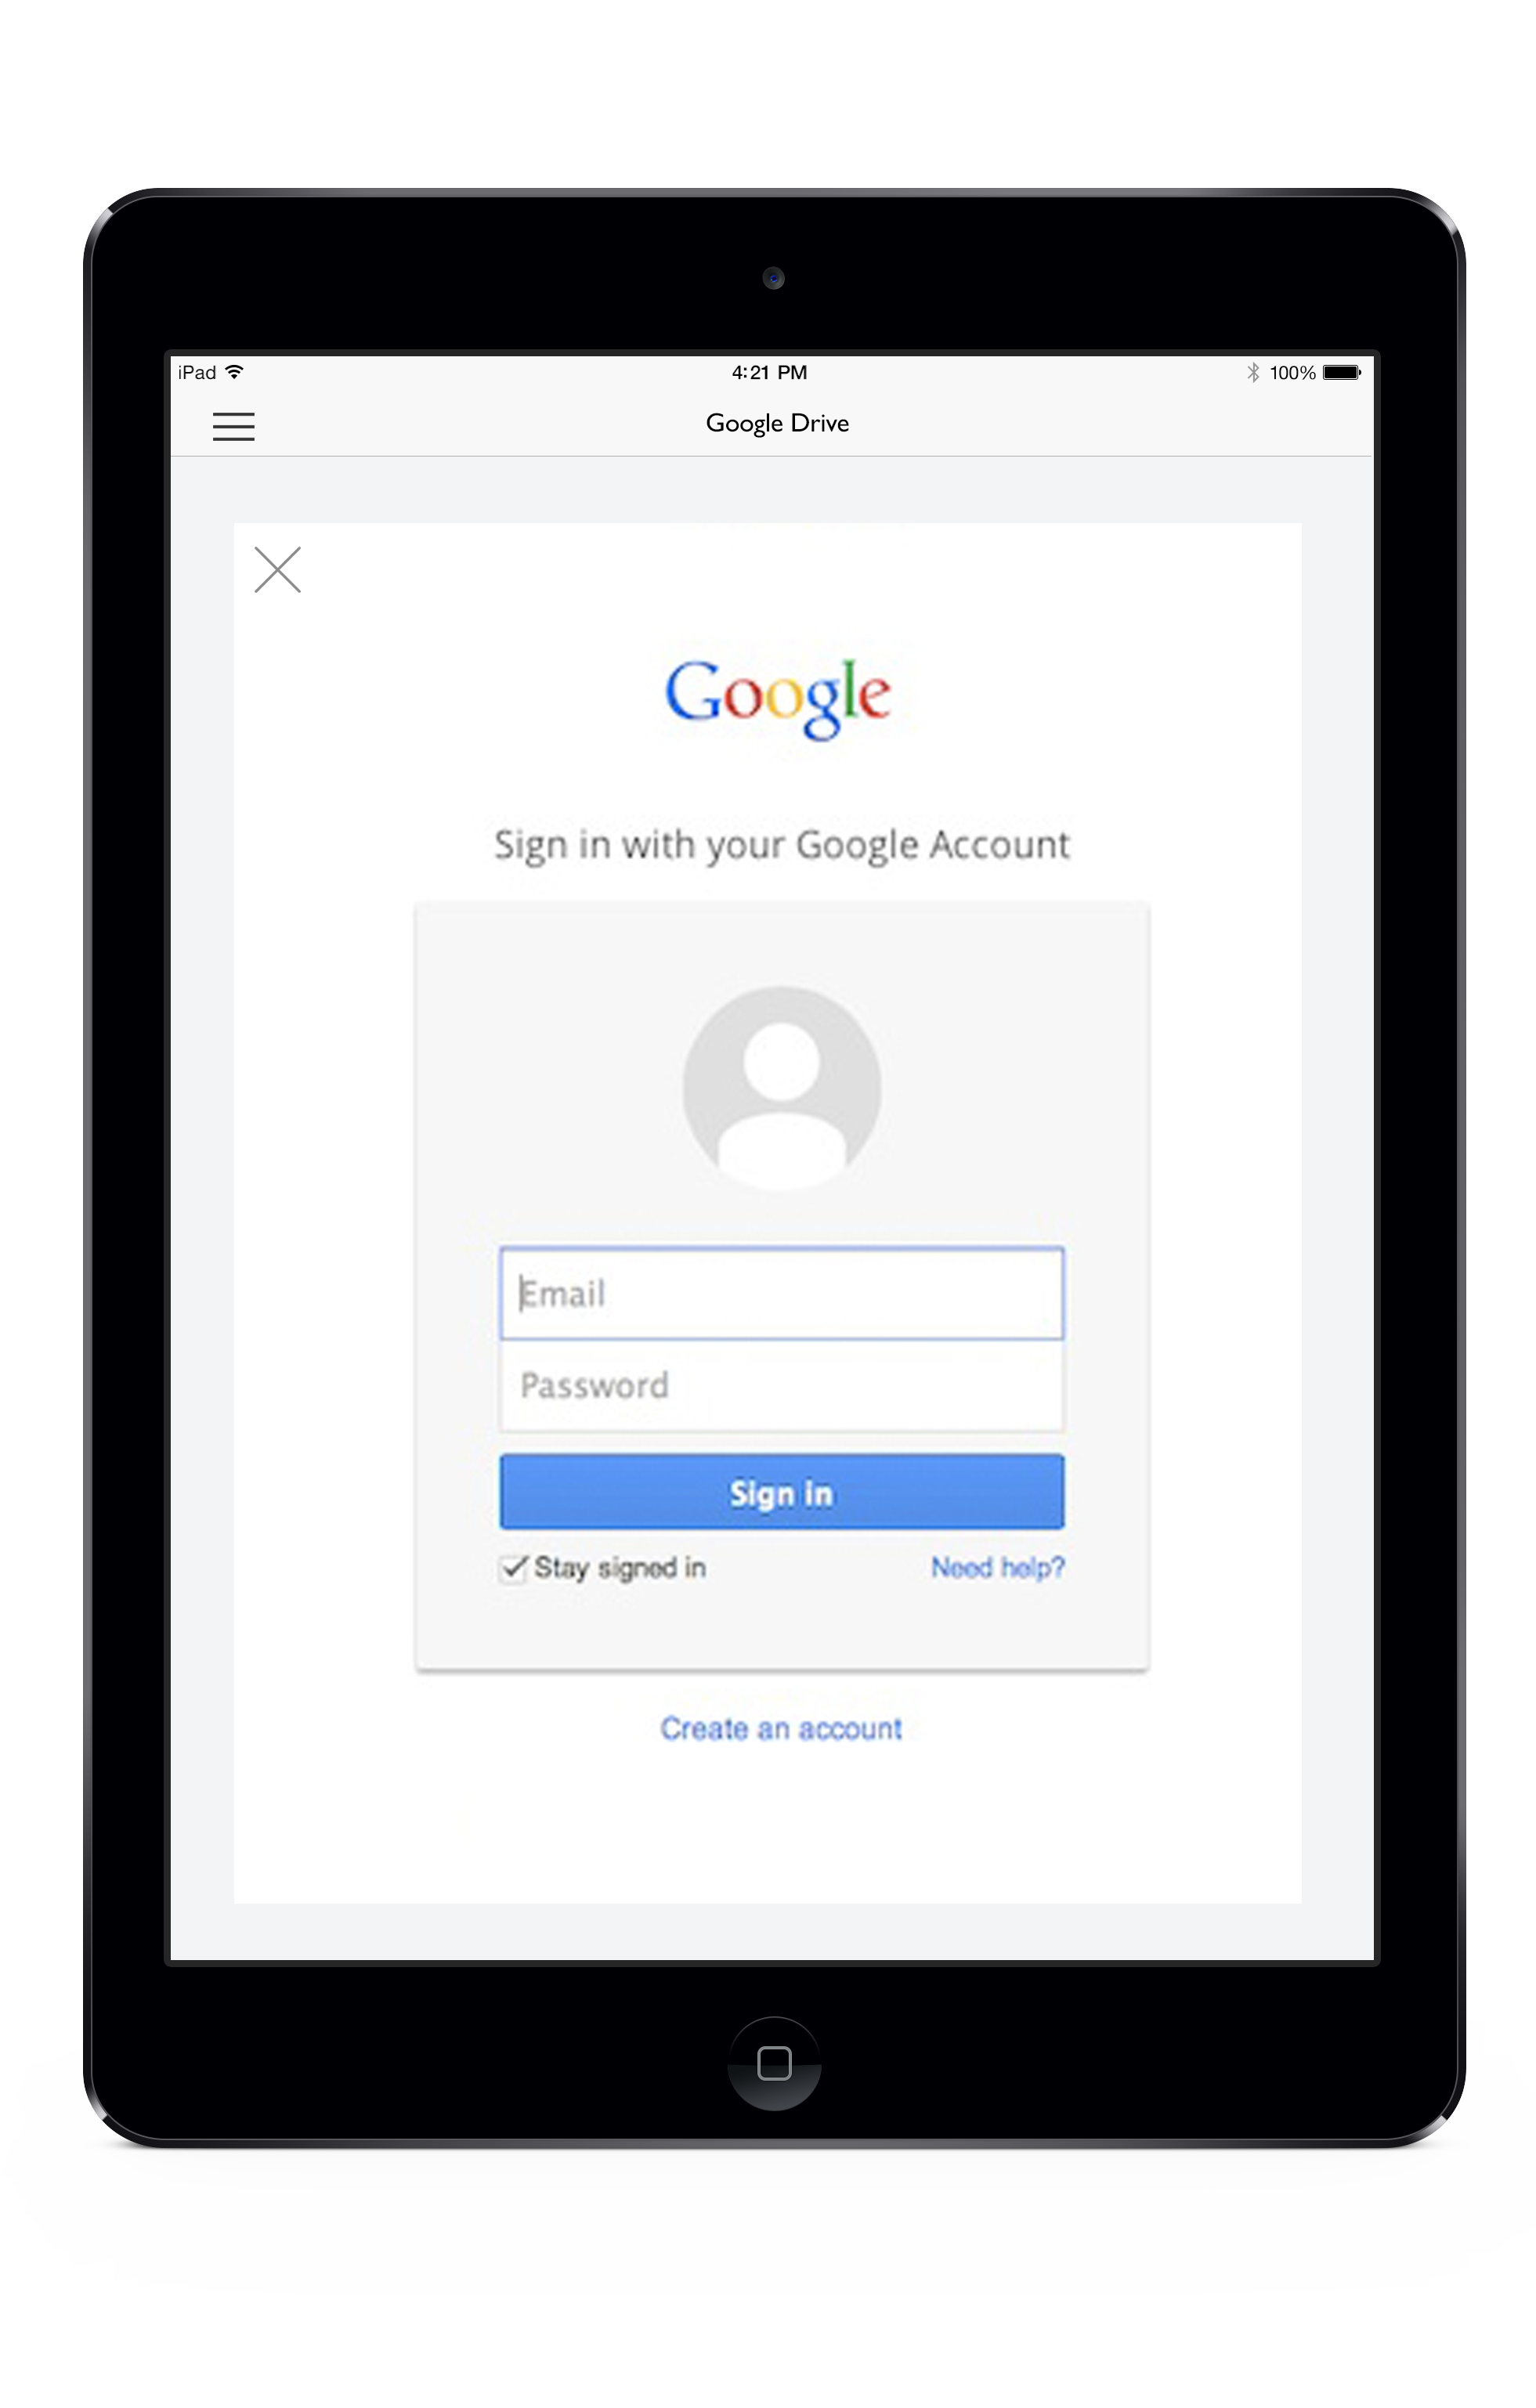 iPad 4:21 PM 100%
Google Drive
Google
Sign in with your Google Account
Email
Password
Sign in
Stay signed in Need help?
Create an account